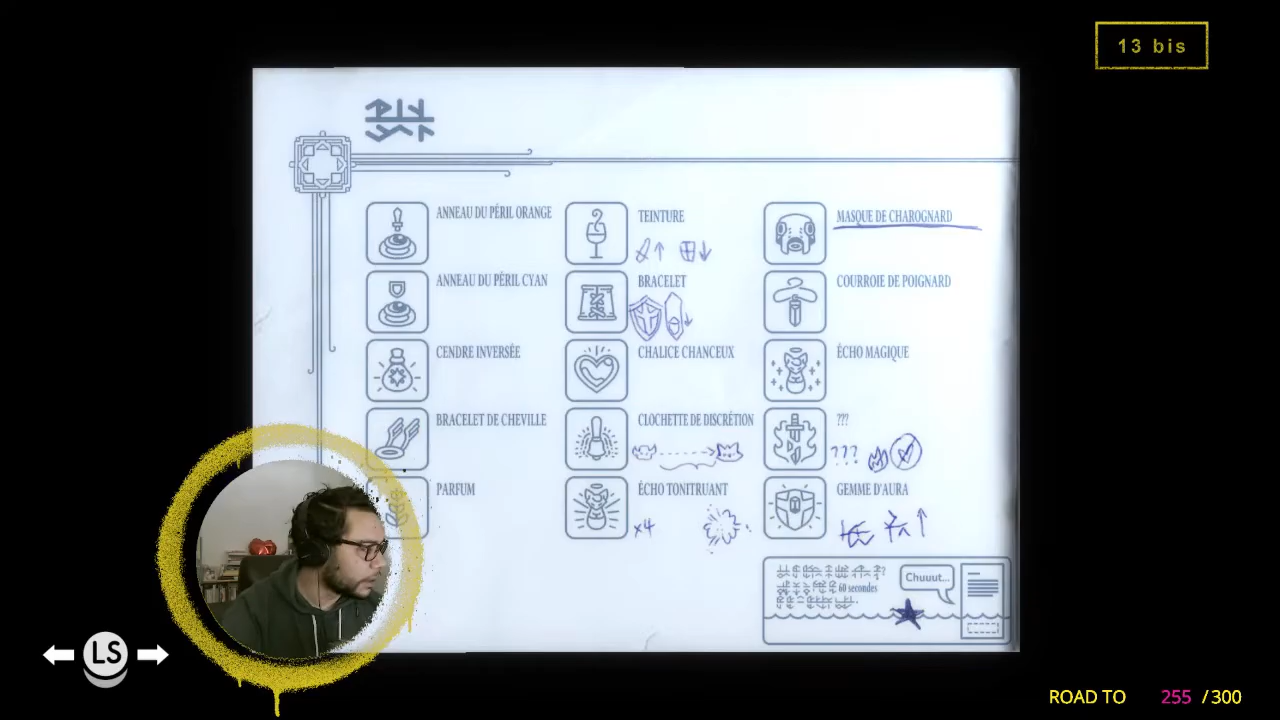 13 bis
ANNEAU DU PÉRIL ORANGE
TEINTURE
MASQUE DE CHAROGNARD
ANNEAU DU PÉRIL CYAN
BRACELET
COURROIE DE POIGNARD
CENDRE INVERSÉE
CHALICE CHANCEUX
ÉCHO MAGIQUE
BRACELET DE CHEVILLE
CLOCHETTE DE DISCRÉTION
???
???
PARFUM
ÉCHO TONITRUANT
GEMME D'AURA
x4
Chuuut...
60 secondes
LS
ROAD TO 255 /300